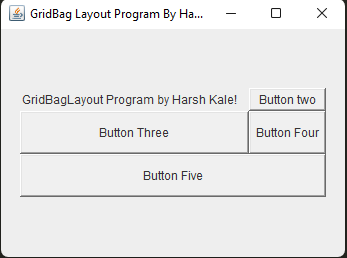 GridBag Layout Program By Ha...
GridBagLayout Program by Harsh Kale!
Button two
Button Three
Button Four
Button Five